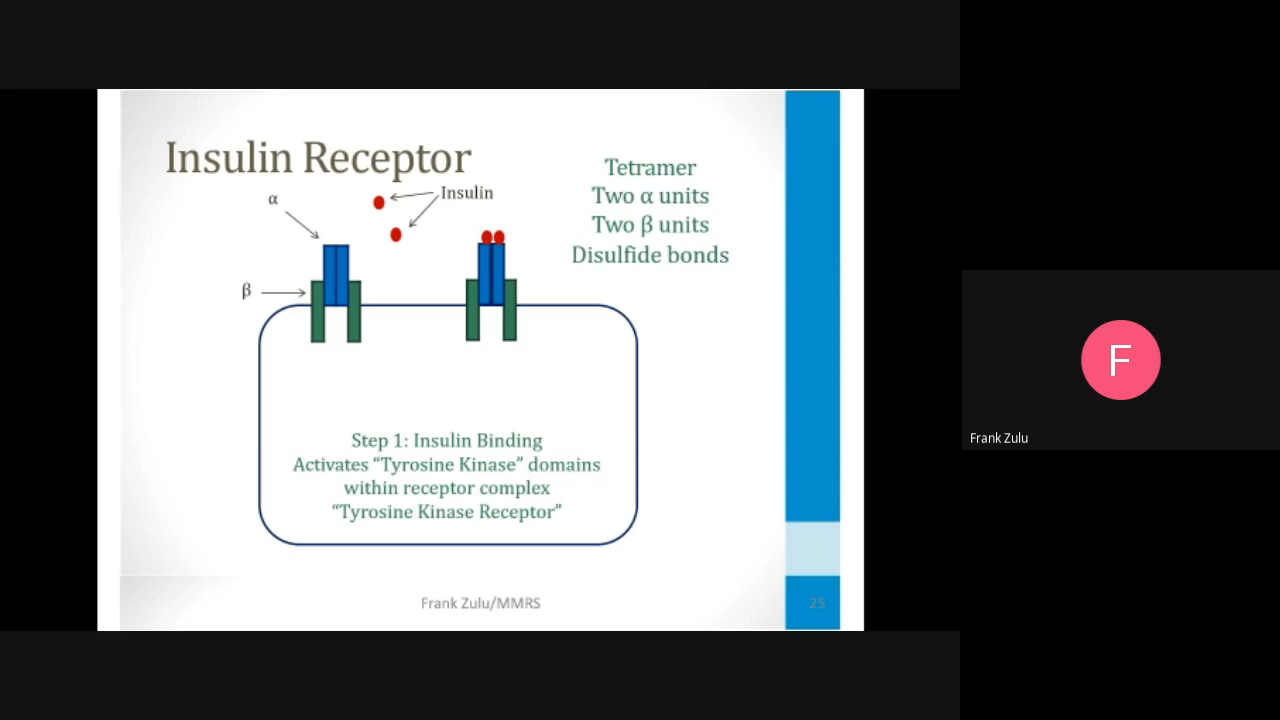 Insulin Receptor
α
Insulin
β
Tetramer
Two α units
Two β units
Disulfide bonds
Step 1: Insulin Binding
Activates “Tyrosine Kinase” domains
within receptor complex
“Tyrosine Kinase Receptor”
Frank Zulu/MMRS
25
F
Frank Zulu